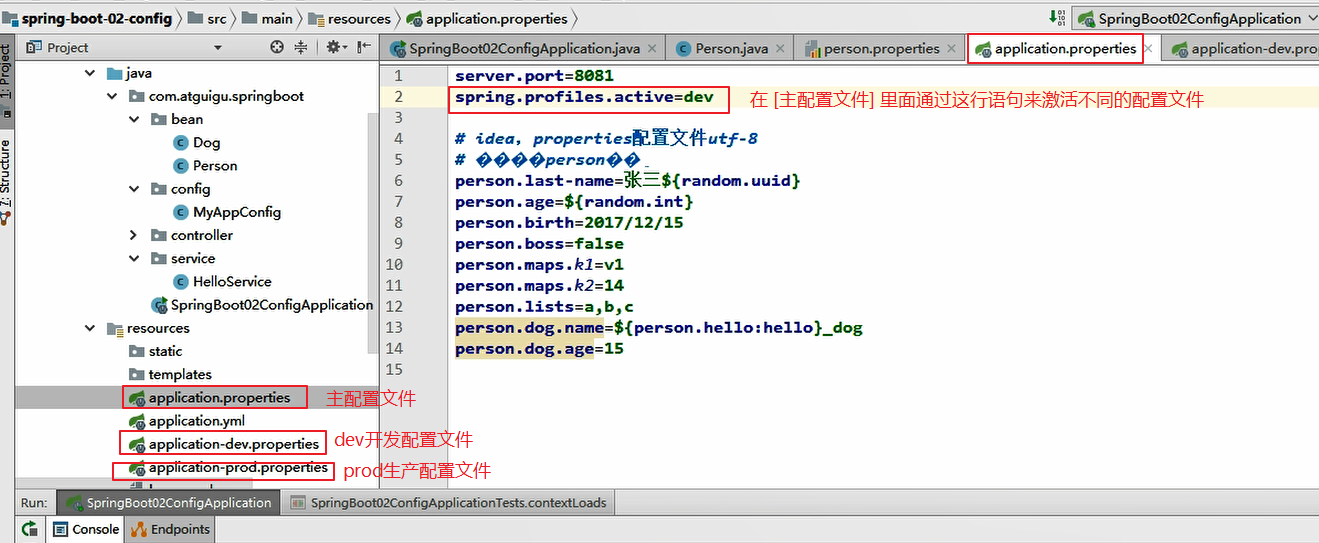 spring-boot-02-config src main resources application.properties SpringBoot02ConfigApplication
Project
SpringBoot02ConfigApplication.java Person.java person.properties application.properties application-dev.pro
1: Project
7: Structure
java
com.atguigu.springboot
bean
Dog
Person
config
MyAppConfig
controller
service
HelloService
SpringBoot02ConfigApplication
resources
static
templates
application.properties 主配置文件
application.yml
application-dev.properties dev开发配置文件
application-prod.properties prod生产配置文件
1 server.port=8081
2 spring.profiles.active=dev 在 [主配置文件] 里面通过这行语句来激活不同的配置文件
3
4 # idea, properties配置文件utf-8
5 # ����person��
6 person.last-name=张三${random.uuid}
7 person.age=${random.int}
8 person.birth=2017/12/15
9 person.boss=false
10 person.maps.k1=v1
11 person.maps.k2=14
12 person.lists=a,b,c
13 person.dog.name=${person.hello:hello}_dog
14 person.dog.age=15
15
Run: SpringBoot02ConfigApplication SpringBoot02ConfigApplicationTests.contextLoads
Console Endpoints